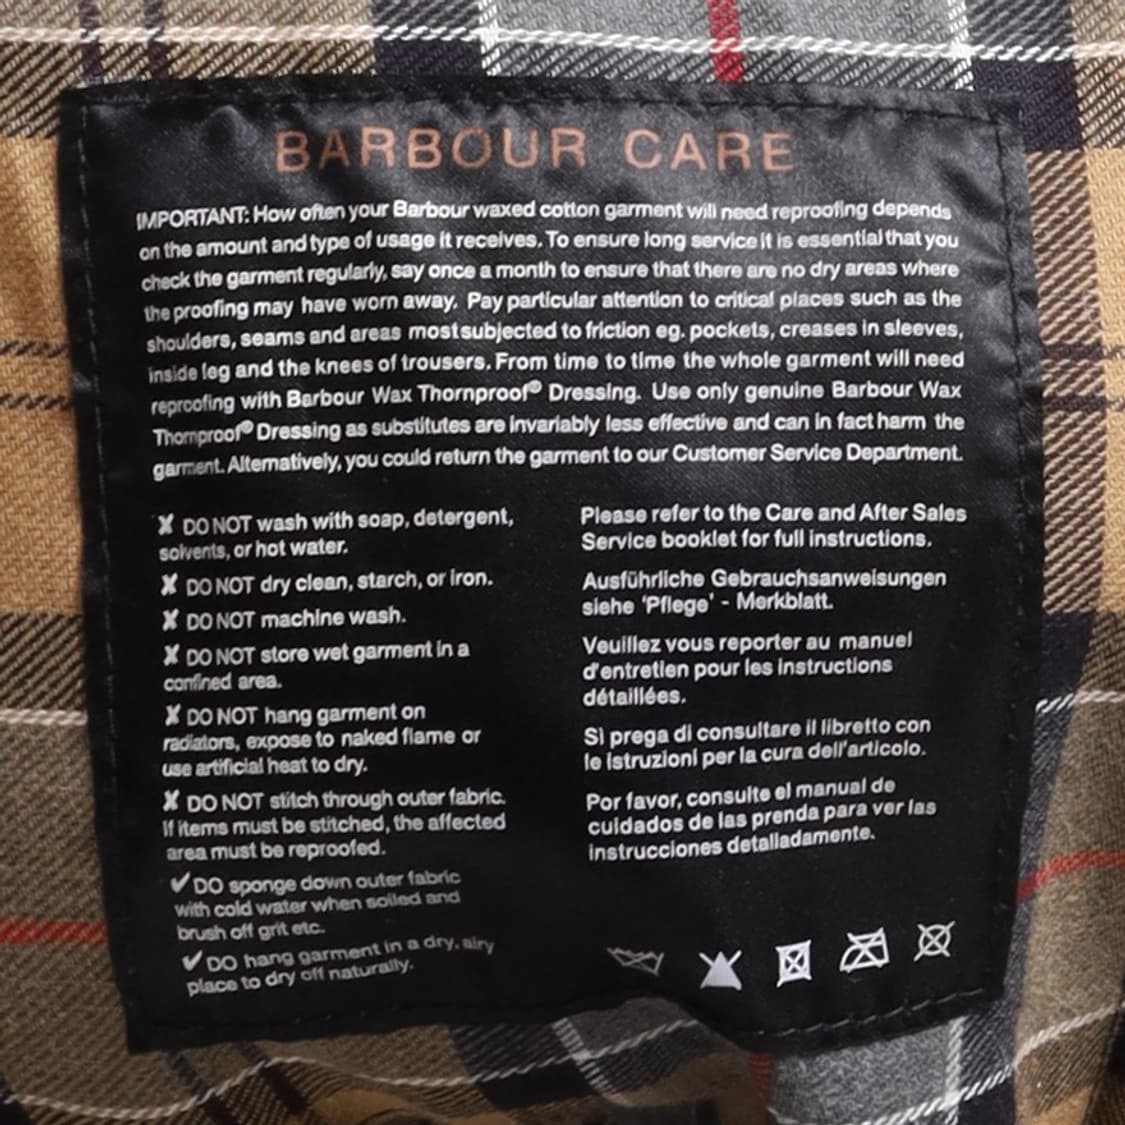 BARBOUR CARE
IMPORTANT: How often your Barbour waxed cotton garment will need reproofing depends
on the amount and type of usage it receives. To ensure long service it is essential that you
check the garment regularly, say once a month to ensure that there are no dry areas where
the proofing may have worn away. Pay particular attention to critical places such as the
shoulders, seams and areas most subjected to friction eg. pockets, creases in sleeves,
inside leg and the knees of trousers. From time to time the whole garment will need
reproofing with Barbour Wax Thornproof® Dressing. Use only genuine Barbour Wax
Thornproof® Dressing as substitutes are invariably less effective and can in fact harm the
garment. Alternatively, you could return the garment to our Customer Service Department.
✘ DO NOT wash with soap, detergent,
solvents, or hot water.
✘ DO NOT dry clean, starch, or iron.
✘ DO NOT machine wash.
✘ DO NOT store wet garment in a
confined area.
✘ DO NOT hang garment on
radiators, expose to naked flame or
use artificial heat to dry.
✘ DO NOT stitch through outer fabric.
If items must be stitched, the affected
area must be reproofed.
✔ DO sponge down outer fabric
with cold water when soiled and
brush off grit etc.
✔ DO hang garment in a dry, airy
place to dry off naturally.
Please refer to the Care and After Sales
Service booklet for full instructions.
Ausführliche Gebrauchsanweisungen
siehe 'Pflege' - Merkblatt.
Veuillez vous reporter au manuel
d'entretien pour les instructions
détaillées.
Si prega di consultare il libretto con
le istruzioni per la cura dell'articolo.
Por favor, consulte el manual de
cuidados de las prenda para ver las
instrucciones detalladamente.